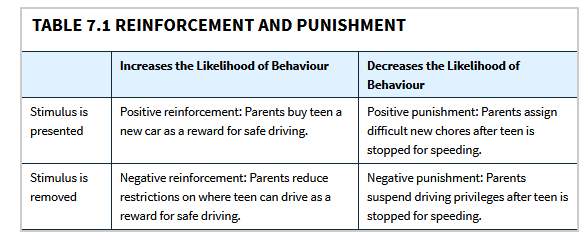 TABLE 7.1 REINFORCEMENT AND PUNISHMENT
Increases the Likelihood of Behaviour
Decreases the Likelihood of
Behaviour
Stimulus is
presented
Positive reinforcement: Parents buy teen a
new car as a reward for safe driving.
Positive punishment: Parents assign
difficult new chores after teen is
stopped for speeding.
Stimulus is
removed
Negative reinforcement: Parents reduce
restrictions on where teen can drive as a
reward for safe driving.
Negative punishment: Parents
suspend driving privileges after teen is
stopped for speeding.